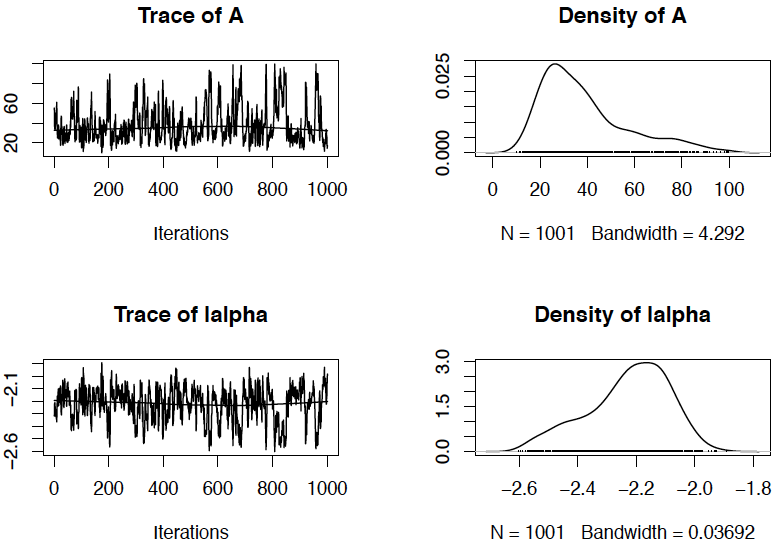 Trace of A
60
20
0 200 400 600 800 1000
Iterations
Density of A
0.025
0.000
0 20 40 60 80 100
N = 1001 Bandwidth = 4.292
Trace of lalpha
−2.1
−2.6
0 200 400 600 800 1000
Iterations
Density of lalpha
3.0
1.5
0.0
−2.6 −2.4 −2.2 −2.0 −1.8
N = 1001 Bandwidth = 0.03692